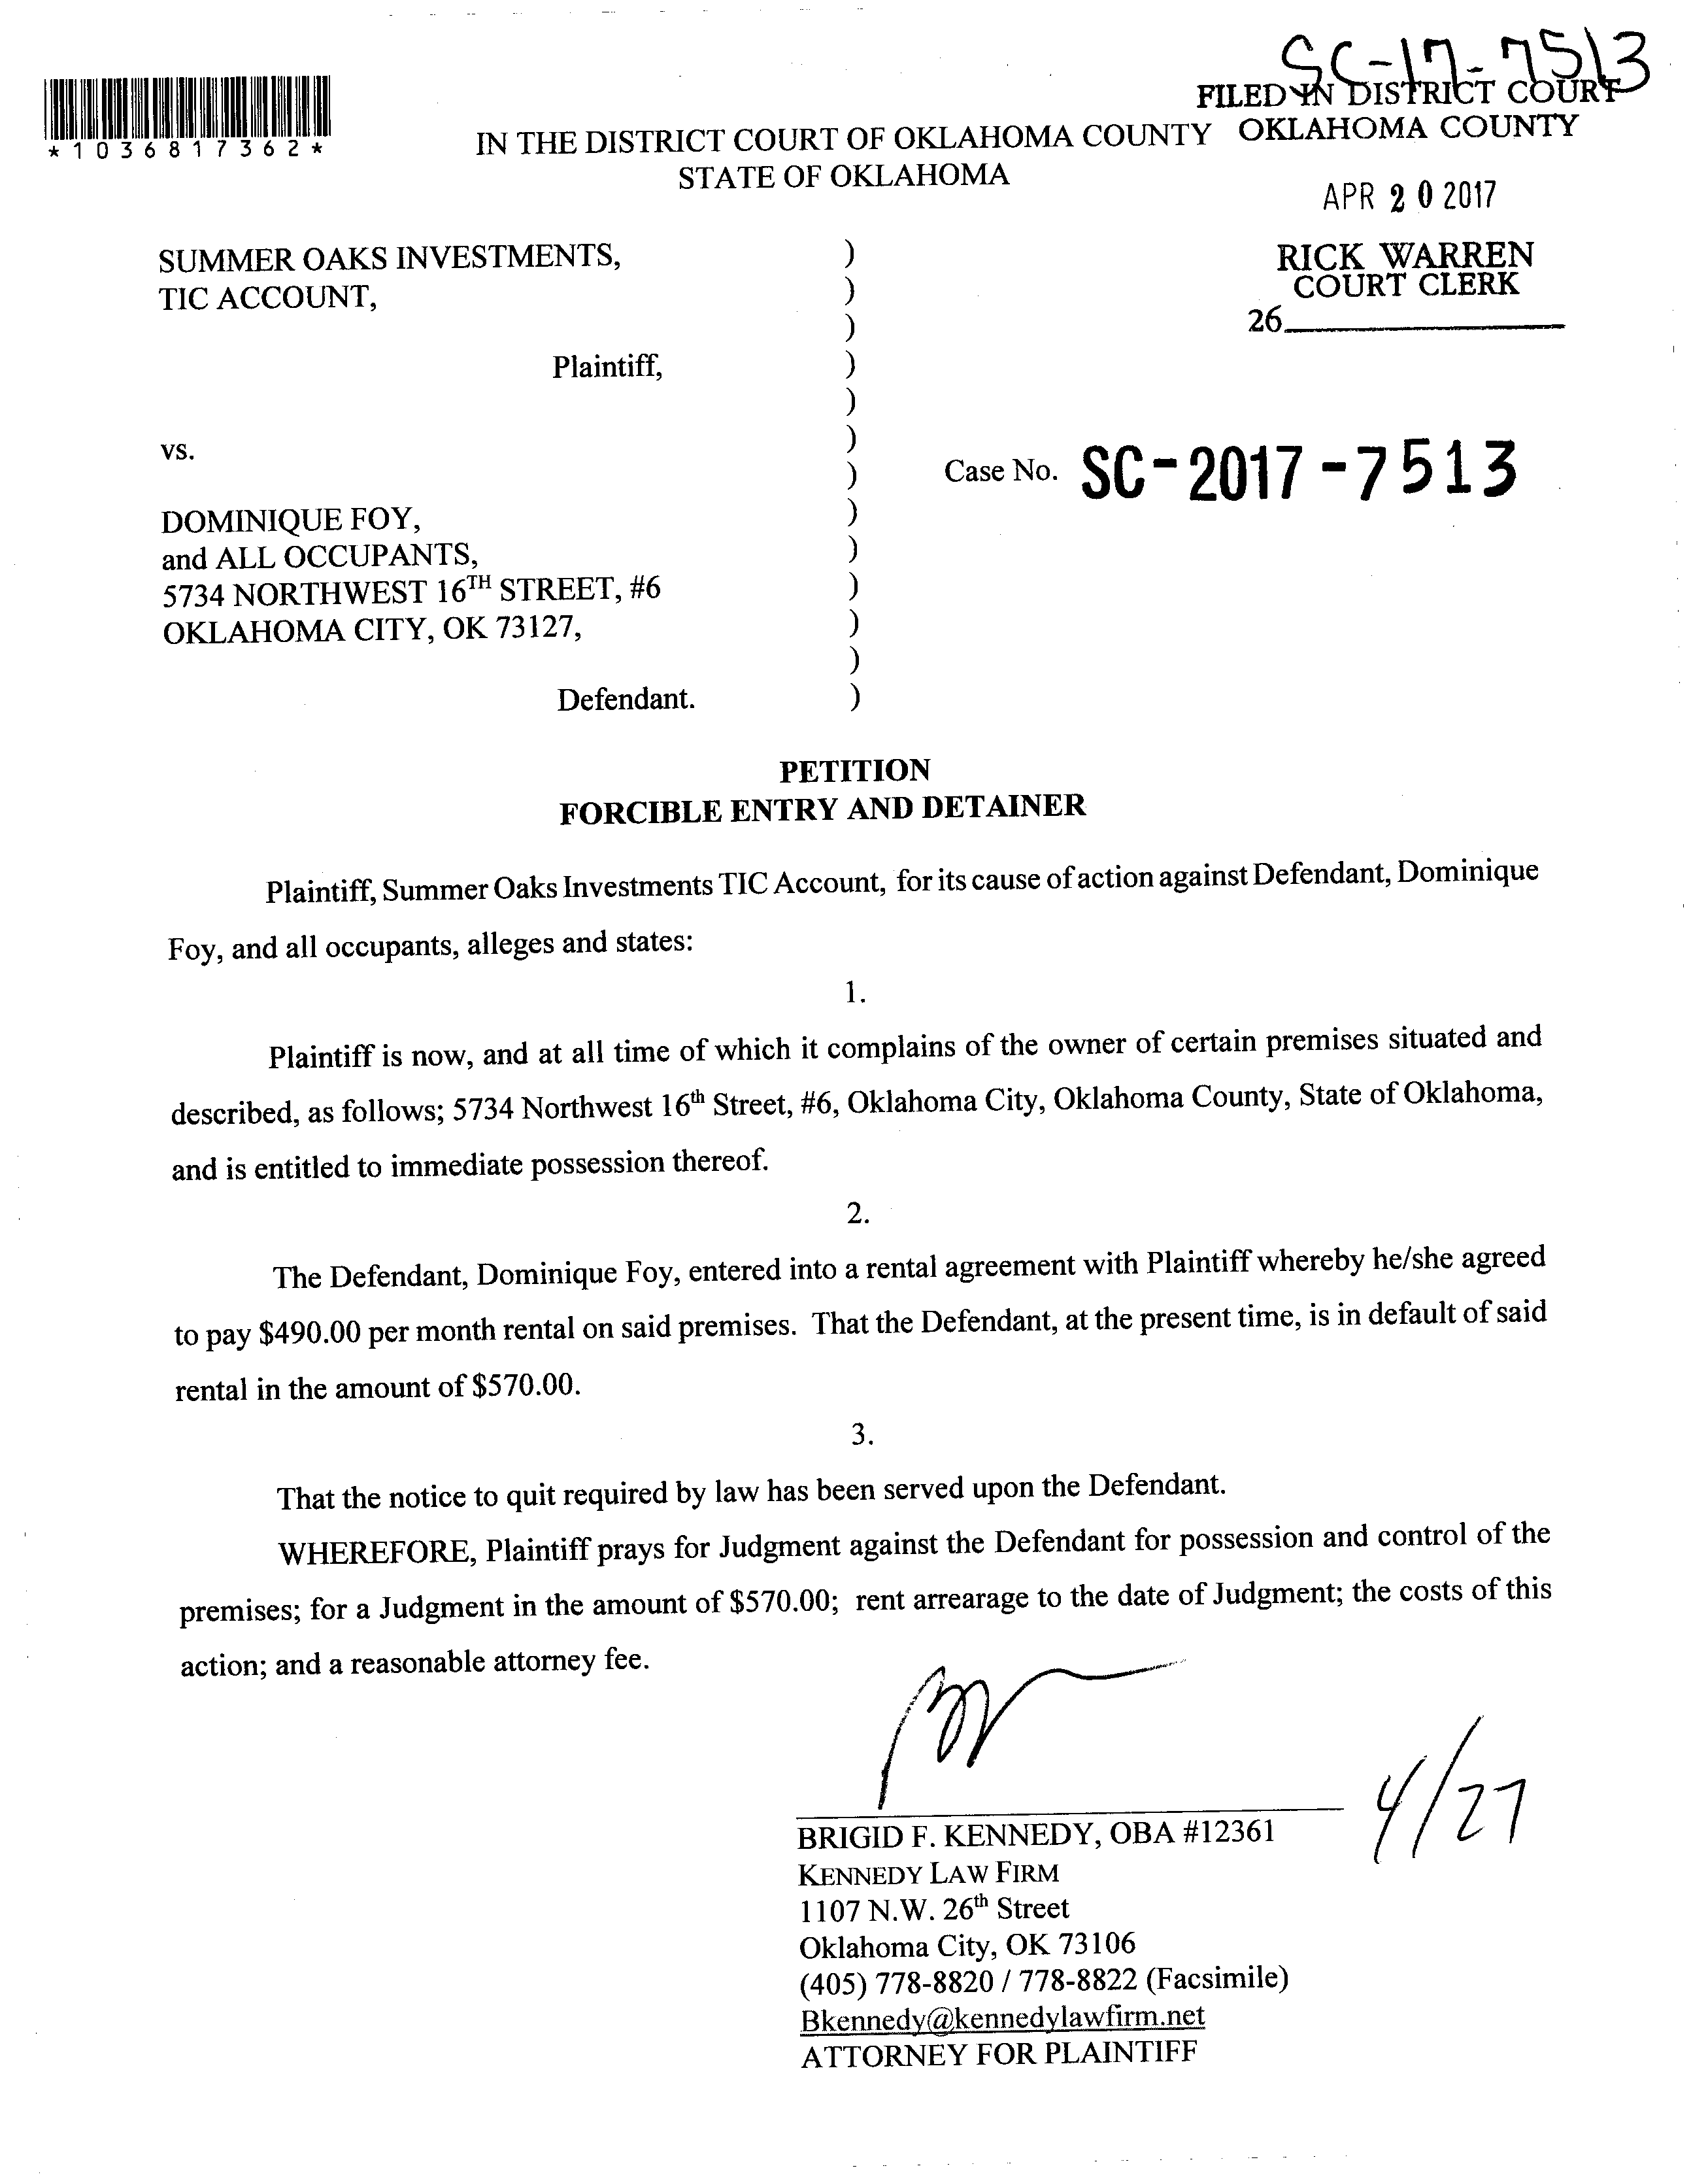 SC-17-7513
FILED IN DISTRICT COURT
OKLAHOMA COUNTY
*1036817362*
IN THE DISTRICT COURT OF OKLAHOMA COUNTY
STATE OF OKLAHOMA
APR 20 2017
RICK WARREN
COURT CLERK
26
SUMMER OAKS INVESTMENTS, )
TIC ACCOUNT, )
)
Plaintiff, )
)
vs. )
) Case No. SC-2017-7513
DOMINIQUE FOY, )
and ALL OCCUPANTS, )
5734 NORTHWEST 16TH STREET, #6 )
OKLAHOMA CITY, OK 73127, )
)
Defendant. )
PETITION
FORCIBLE ENTRY AND DETAINER
Plaintiff, Summer Oaks Investments TIC Account, for its cause of action against Defendant, Dominique
Foy, and all occupants, alleges and states:
1.
Plaintiff is now, and at all time of which it complains of the owner of certain premises situated and
described, as follows; 5734 Northwest 16th Street, #6, Oklahoma City, Oklahoma County, State of Oklahoma,
and is entitled to immediate possession thereof.
2.
The Defendant, Dominique Foy, entered into a rental agreement with Plaintiff whereby he/she agreed
to pay $490.00 per month rental on said premises. That the Defendant, at the present time, is in default of said
rental in the amount of $570.00.
3.
That the notice to quit required by law has been served upon the Defendant.
WHEREFORE, Plaintiff prays for Judgment against the Defendant for possession and control of the
premises; for a Judgment in the amount of $570.00; rent arrearage to the date of Judgment; the costs of this
action; and a reasonable attorney fee.
4/27
BRIGID F. KENNEDY, OBA #12361
KENNEDY LAW FIRM
1107 N.W. 26th Street
Oklahoma City, OK 73106
(405) 778-8820 / 778-8822 (Facsimile)
Bkennedy@kennedylawfirm.net
ATTORNEY FOR PLAINTIFF